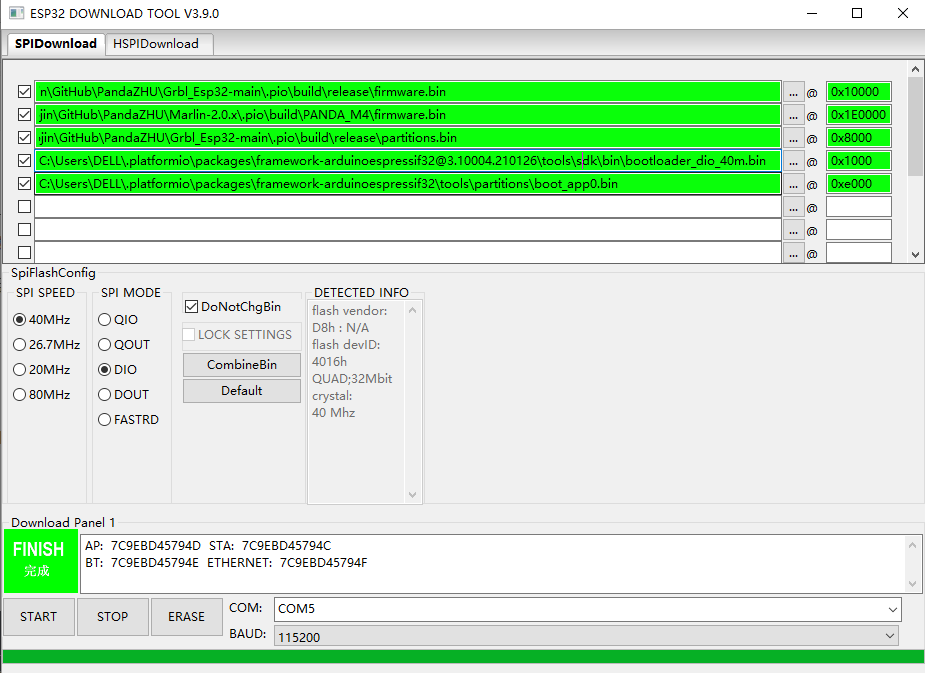 ESP32 DOWNLOAD TOOL V3.9.0
SPIDownload HSPIDownload
n\GitHub\PandaZHU\Grbl_Esp32-main\.pio\build\release\firmware.bin ... @ 0x10000
jin\GitHub\PandaZHU\Marlin-2.0.x\.pio\build\PANDA_M4\firmware.bin ... @ 0x1E0000
jin\GitHub\PandaZHU\Grbl_Esp32-main\.pio\build\release\partitions.bin ... @ 0x8000
C:\Users\DELL\.platformio\packages\framework-arduinoespressif32@3.10004.210126\tools\sdk\bin\bootloader_dio_40m.bin ... @ 0x1000
C:\Users\DELL\.platformio\packages\framework-arduinoespressif32\tools\partitions\boot_app0.bin ... @ 0xe000
... @
... @
... @
SpiFlashConfig
SPI SPEED
40MHz
26.7MHz
20MHz
80MHz
SPI MODE
QIO
QOUT
DIO
DOUT
FASTRD
DoNotChgBin
LOCK SETTINGS
CombineBin
Default
DETECTED INFO
flash vendor:
D8h : N/A
flash devID:
4016h
QUAD;32Mbit
crystal:
40 Mhz
Download Panel 1
FINISH
完成
AP: 7C9EBD45794D STA: 7C9EBD45794C
BT: 7C9EBD45794E ETHERNET: 7C9EBD45794F
START STOP ERASE
COM: COM5
BAUD: 115200